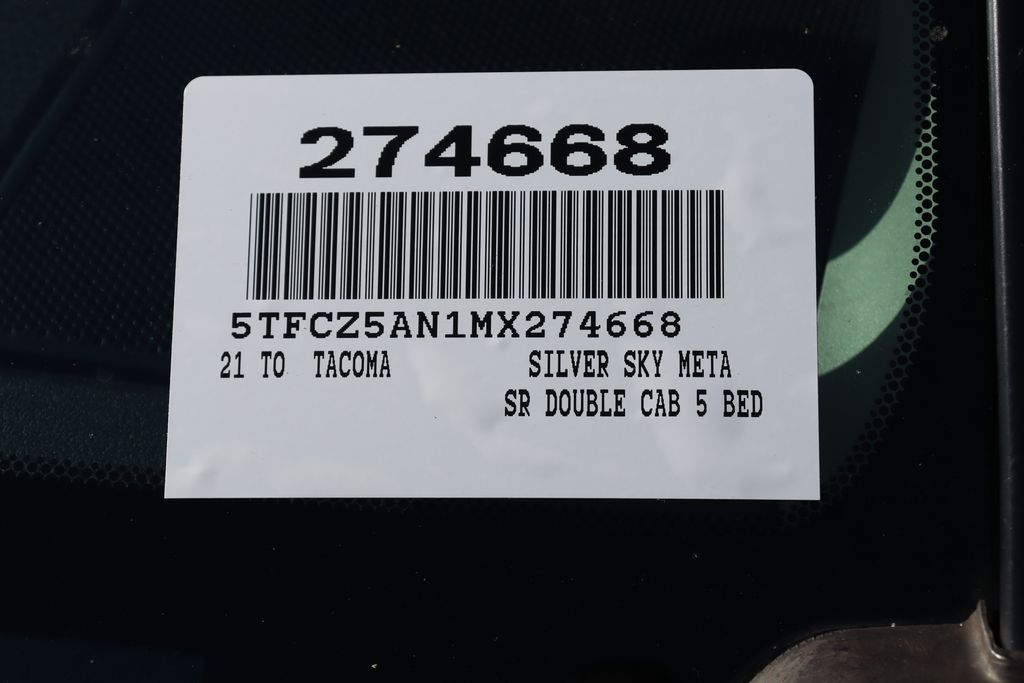 274668
5TFCZ5AN1MX274668
21 TO TACOMA SILVER SKY META
SR DOUBLE CAB 5 BED